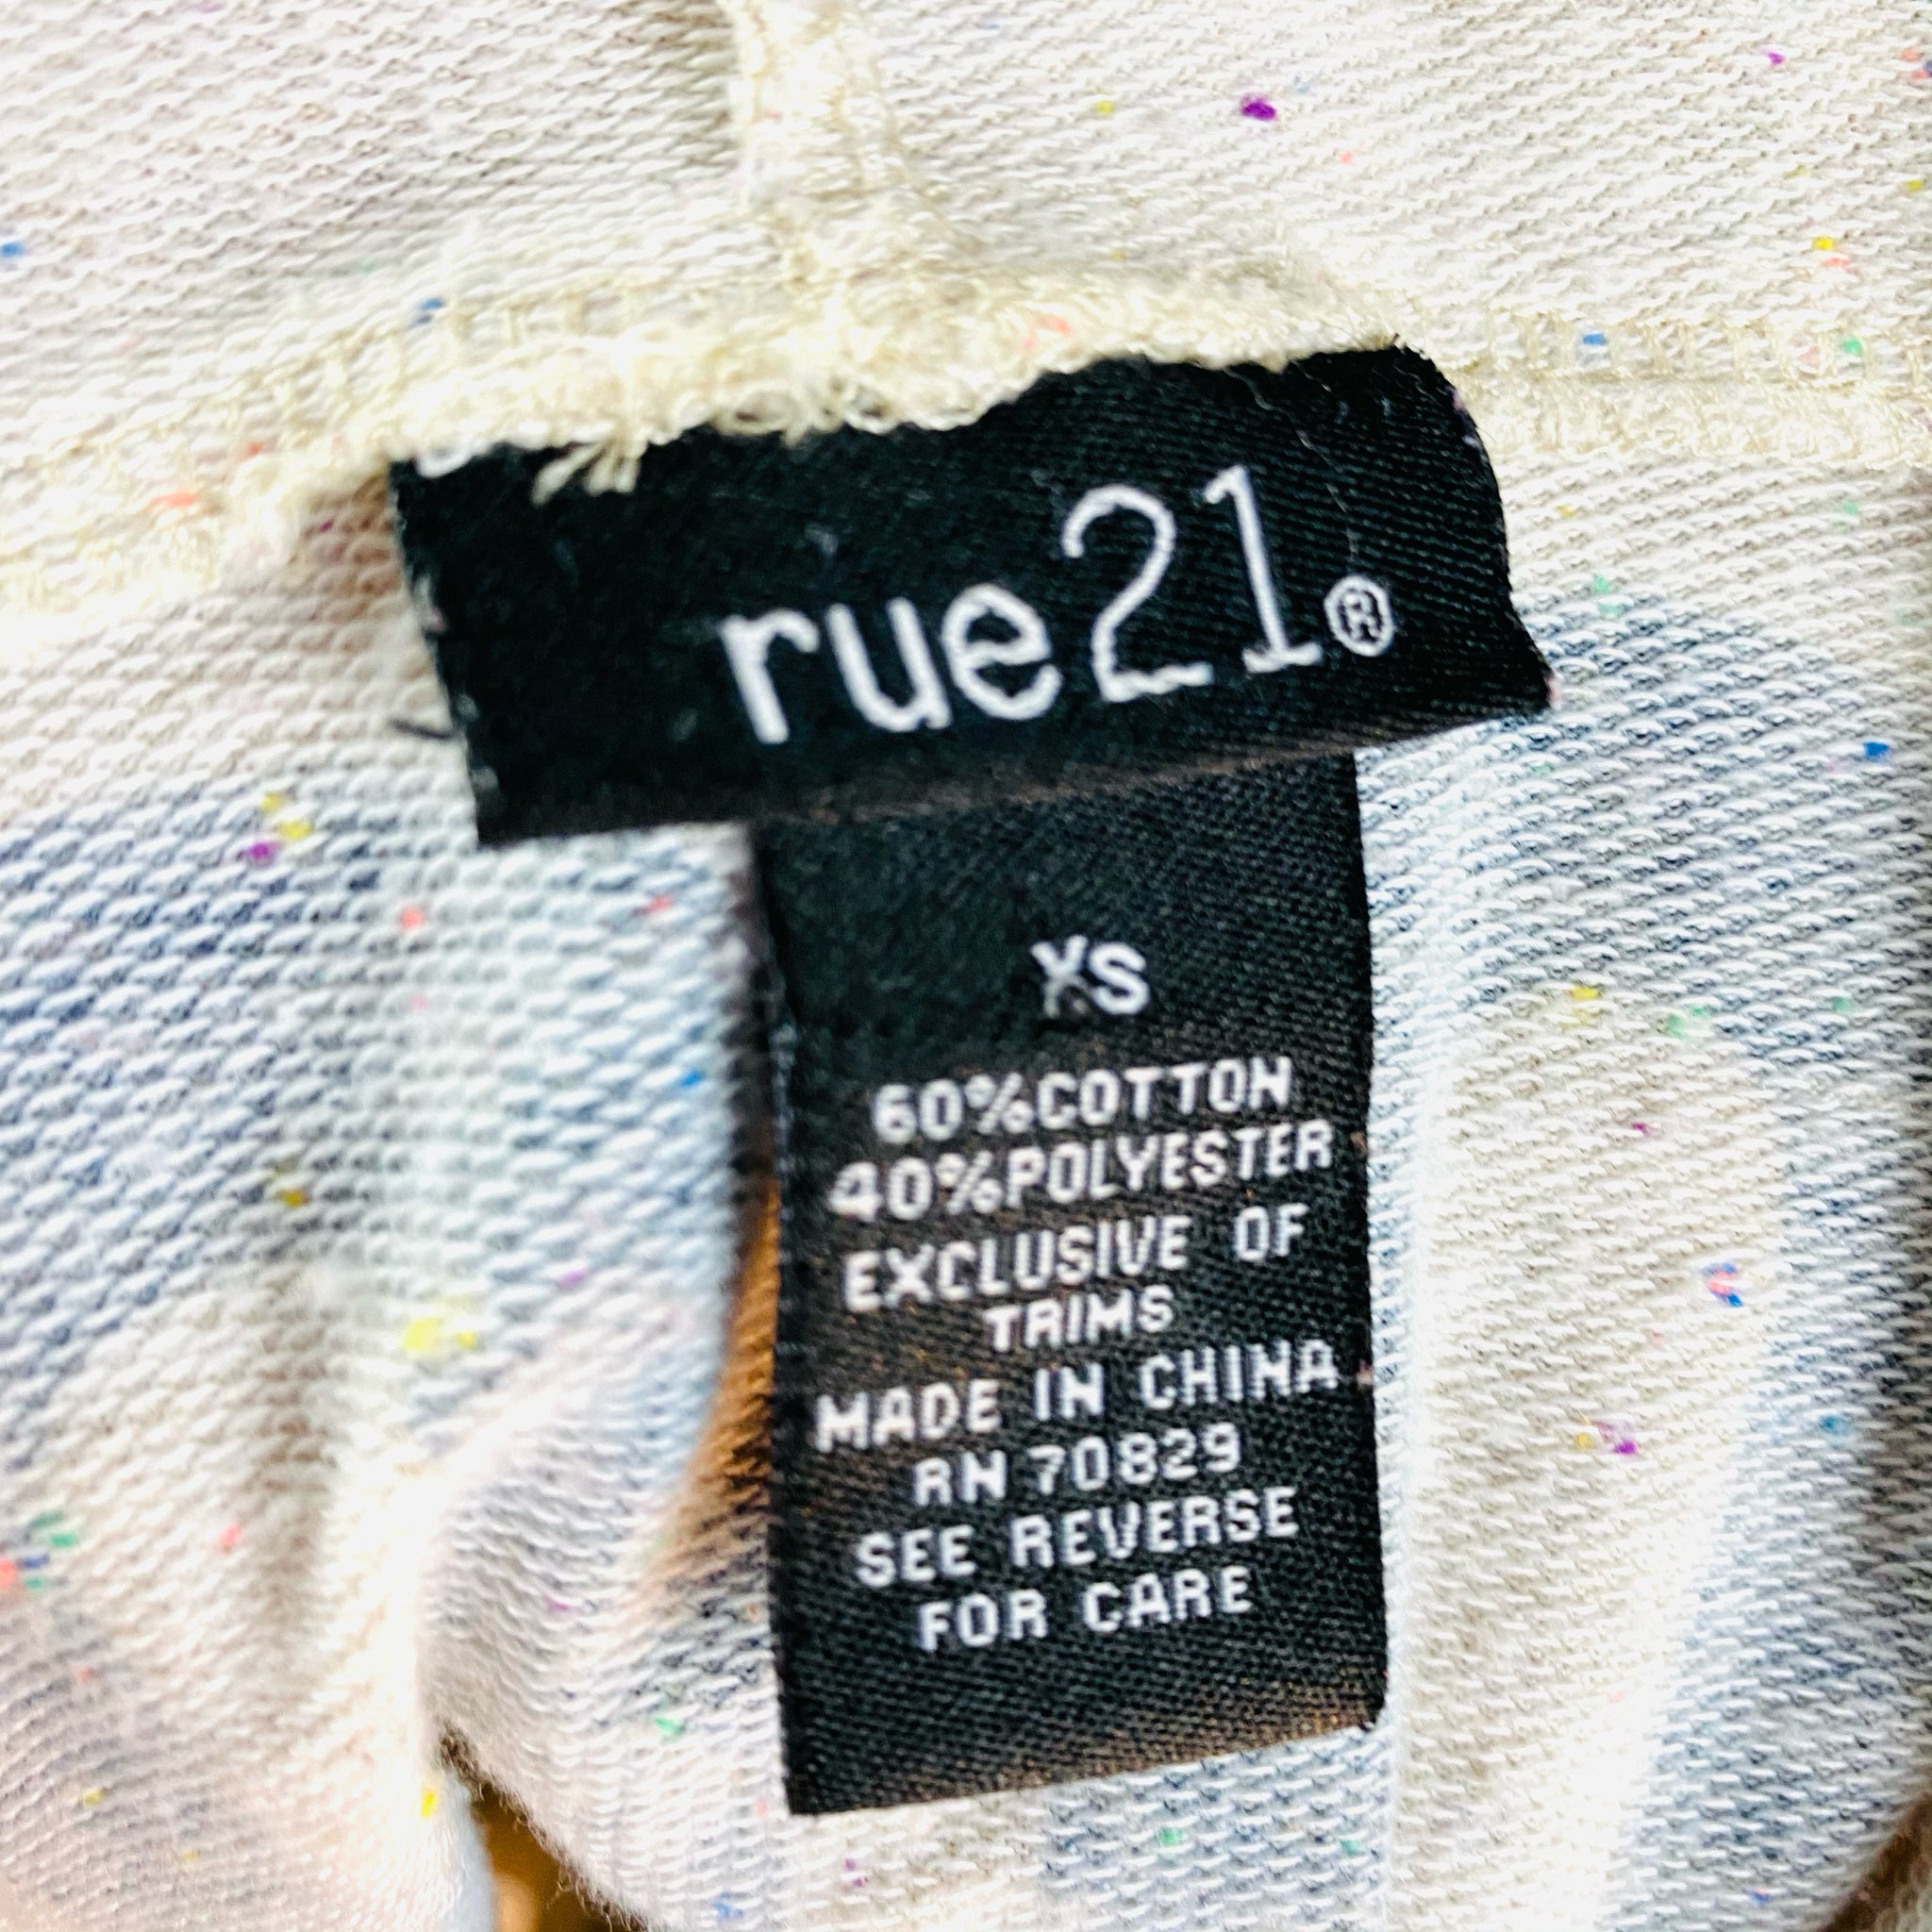 rue21®
XS
60%COTTON
40%POLYESTER
EXCLUSIVE OF
TRIMS
MADE IN CHINA
RN 70829
SEE REVERSE
FOR CARE